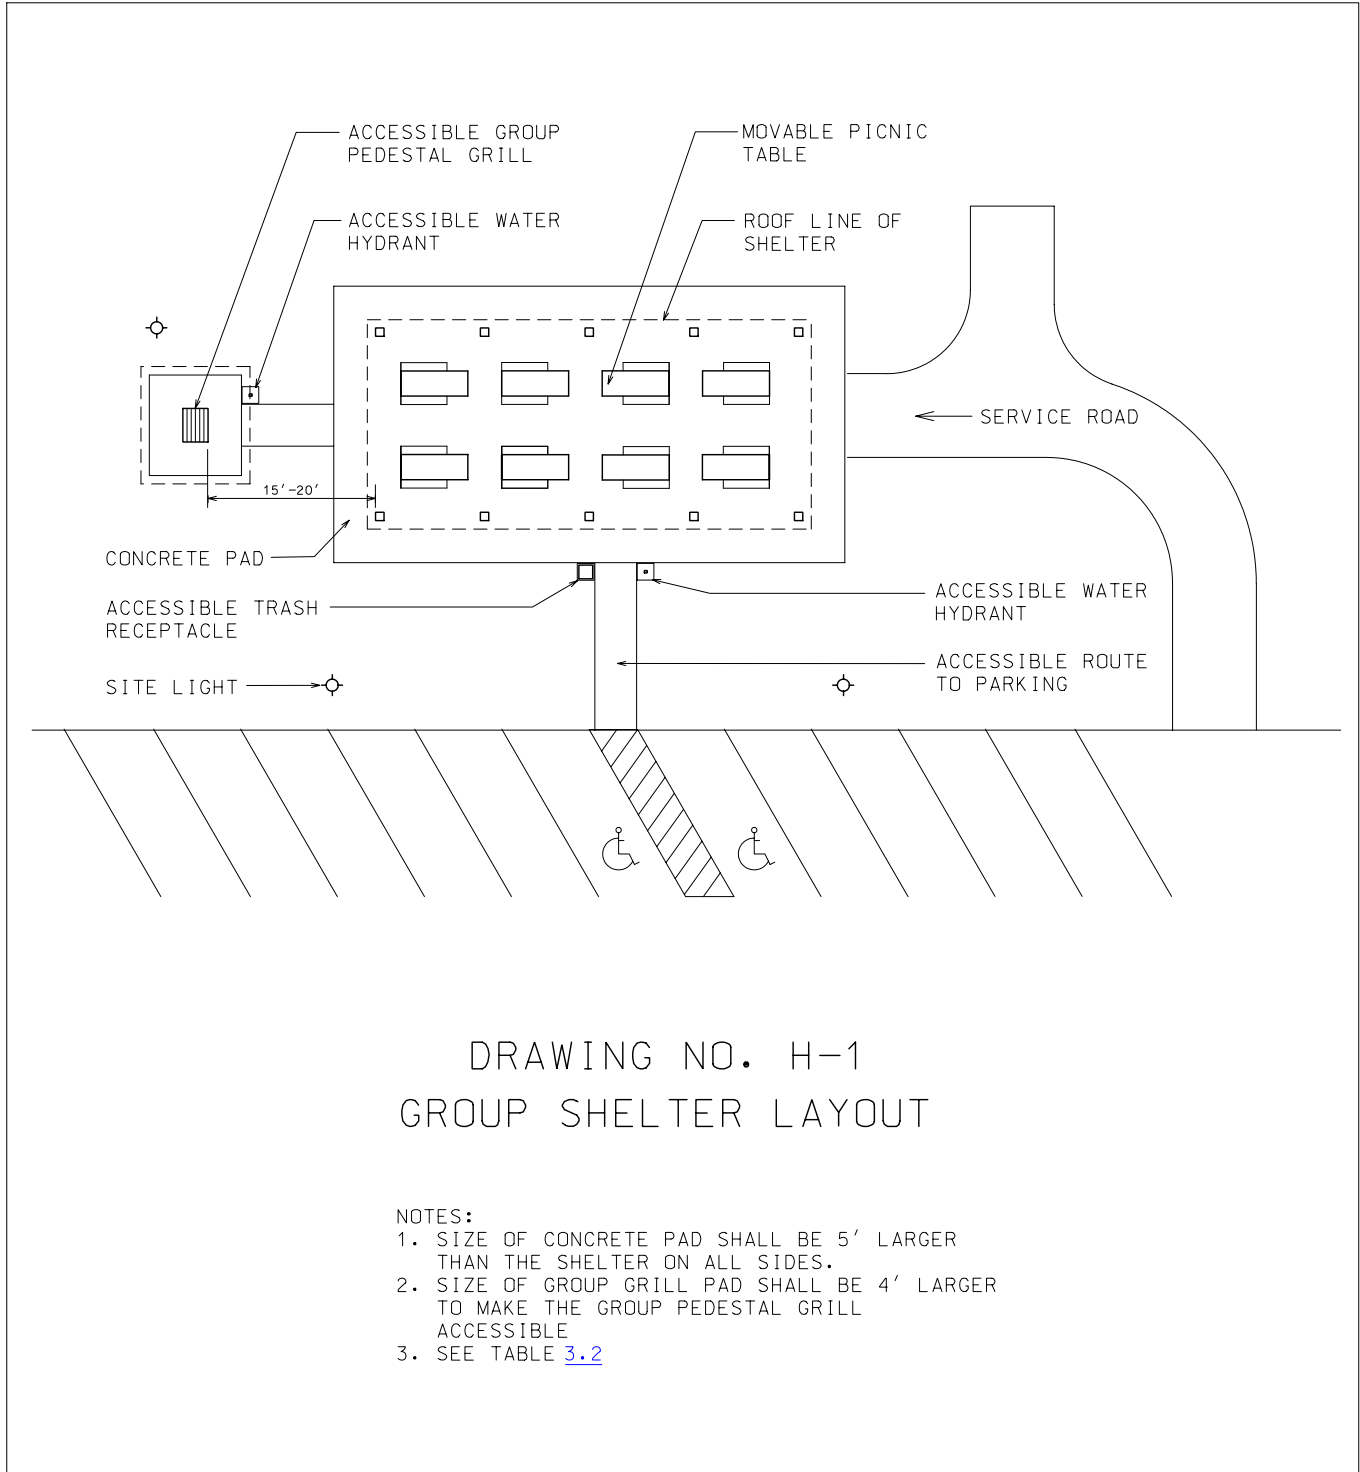 ACCESSIBLE GROUP
PEDESTAL GRILL
MOVABLE PICNIC
TABLE
ACCESSIBLE WATER
HYDRANT
ROOF LINE OF
SHELTER
SERVICE ROAD
15'-20'
CONCRETE PAD
ACCESSIBLE TRASH
RECEPTACLE
ACCESSIBLE WATER
HYDRANT
ACCESSIBLE ROUTE
TO PARKING
SITE LIGHT
DRAWING NO. H-1
GROUP SHELTER LAYOUT
NOTES:
1. SIZE OF CONCRETE PAD SHALL BE 5' LARGER
THAN THE SHELTER ON ALL SIDES.
2. SIZE OF GROUP GRILL PAD SHALL BE 4' LARGER
TO MAKE THE GROUP PEDESTAL GRILL
ACCESSIBLE
3. SEE TABLE 3.2